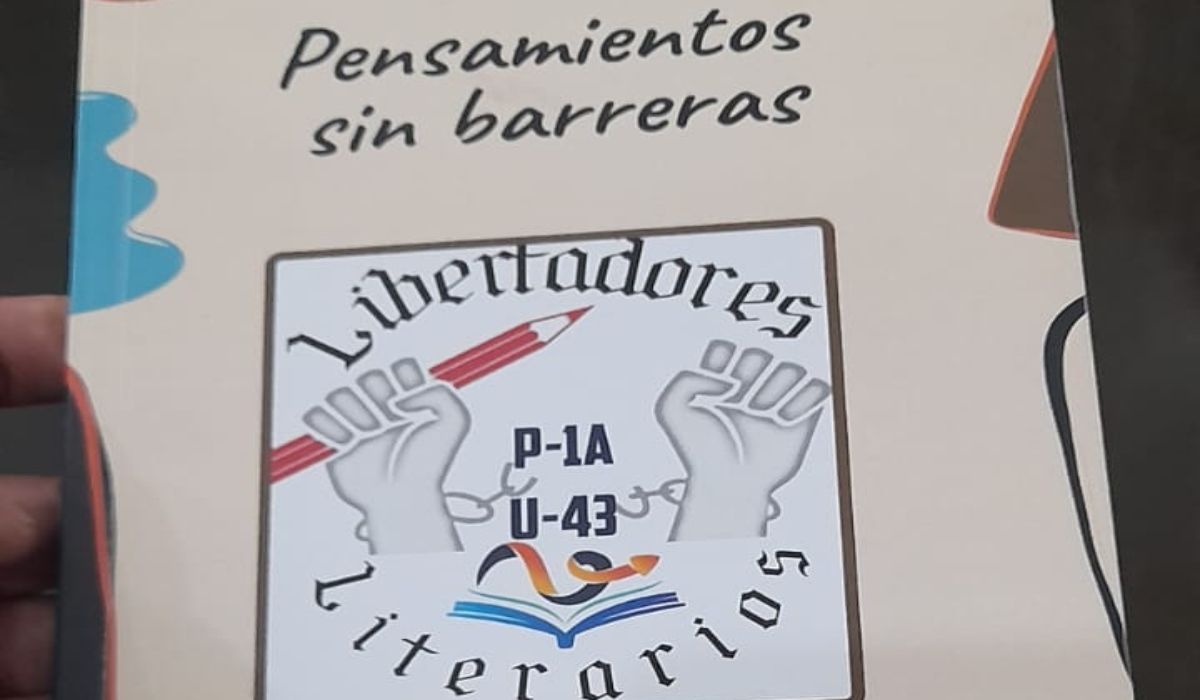 Pensamientos
sin barreras
Libertadores
P-1A
U-43
Literarios